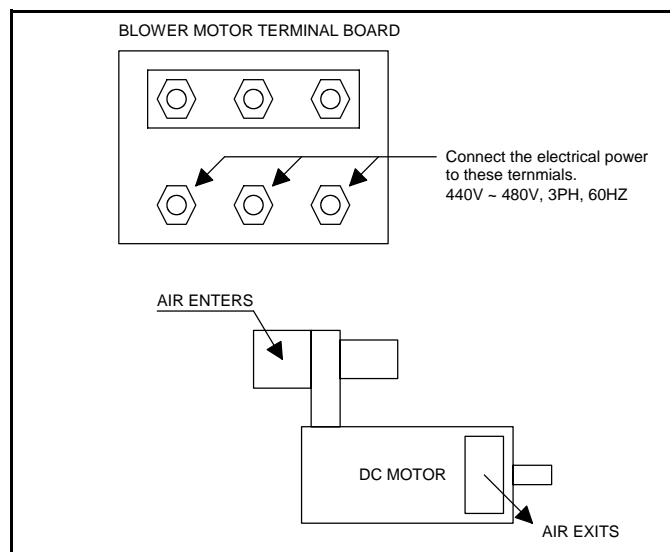 BLOWER MOTOR TERMINAL BOARD
Connect the electrical power
to these ternmials.
440V ~ 480V, 3PH, 60HZ
AIR ENTERS
DC MOTOR
AIR EXITS